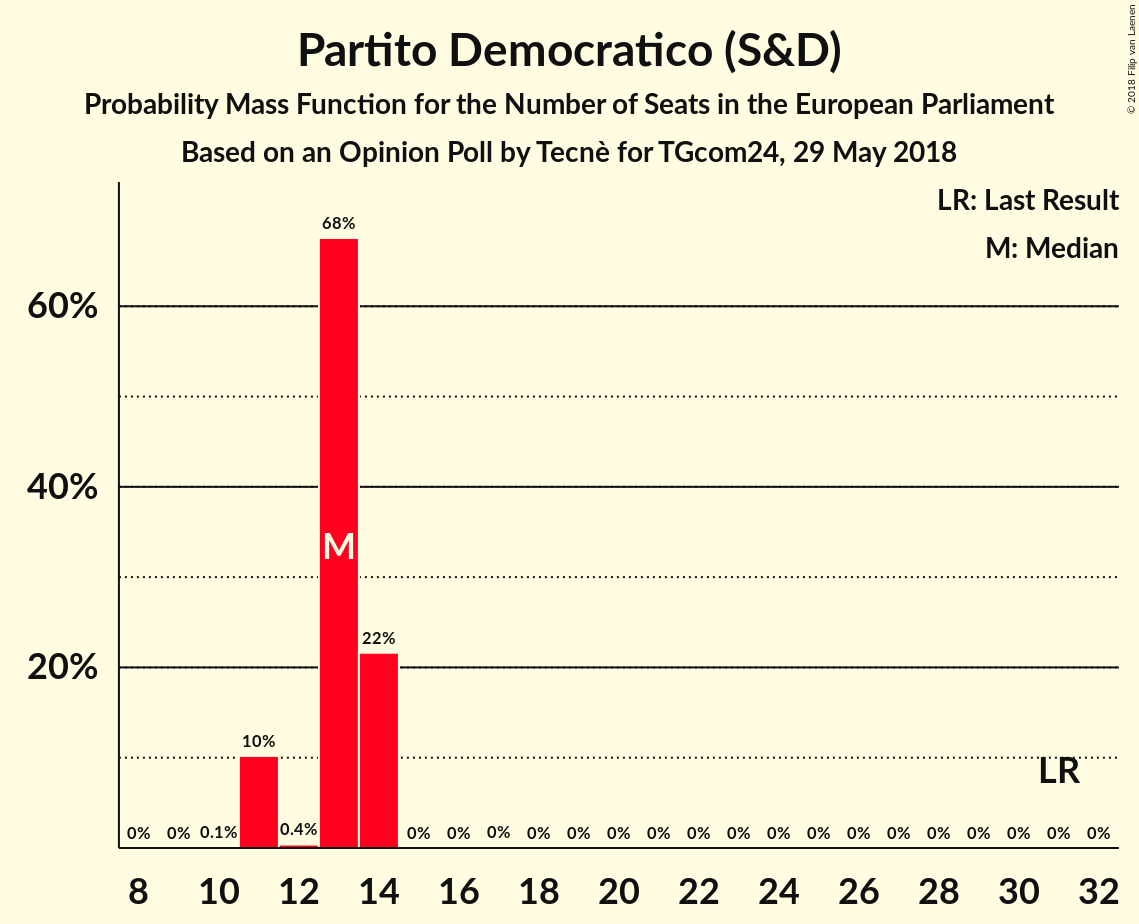 Partito Democratico (S&D)
Probability Mass Function for the Number of Seats in the European Parliament
Based on an Opinion Poll by Tecnè for TGcom24, 29 May 2018
© 2018 Filip van Laenen
LR: Last Result
M: Median
68%
60%
40%
M
22%
20%
10%
LR
0% 0% 0.1% 0.4% 0% 0% 0% 0% 0% 0% 0% 0% 0% 0% 0% 0% 0% 0% 0% 0% 0% 0%
8 10 12 14 16 18 20 22 24 26 28 30 32